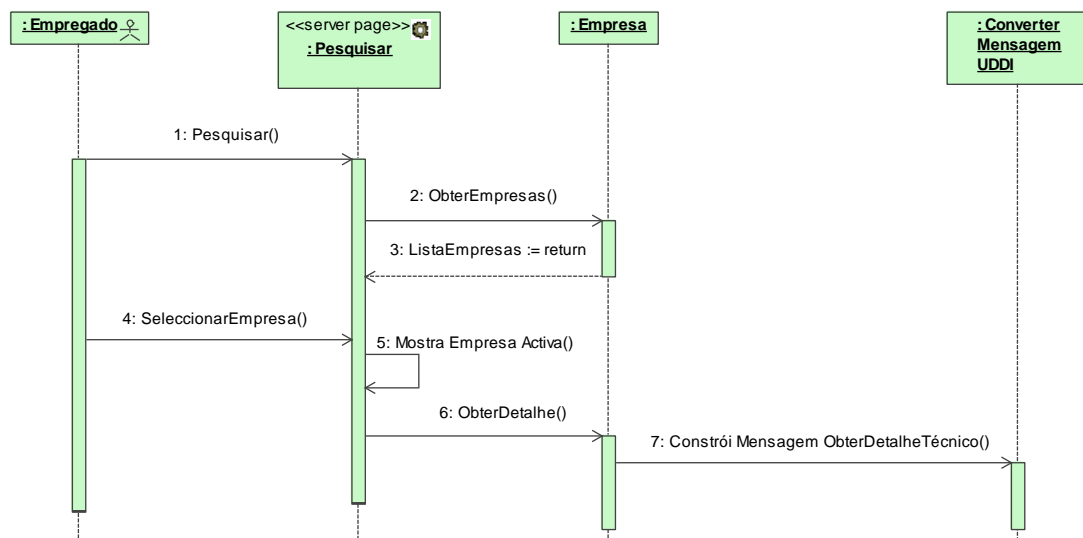 : Empregado
<<server page>>
: Pesquisar
: Empresa
: Converter
Mensagem
UDDI
1: Pesquisar()
2: ObterEmpresas()
3: ListaEmpresas := return
4: SeleccionarEmpresa()
5: Mostra Empresa Activa()
6: ObterDetalhe()
7: Constrói Mensagem ObterDetalheTécnico()